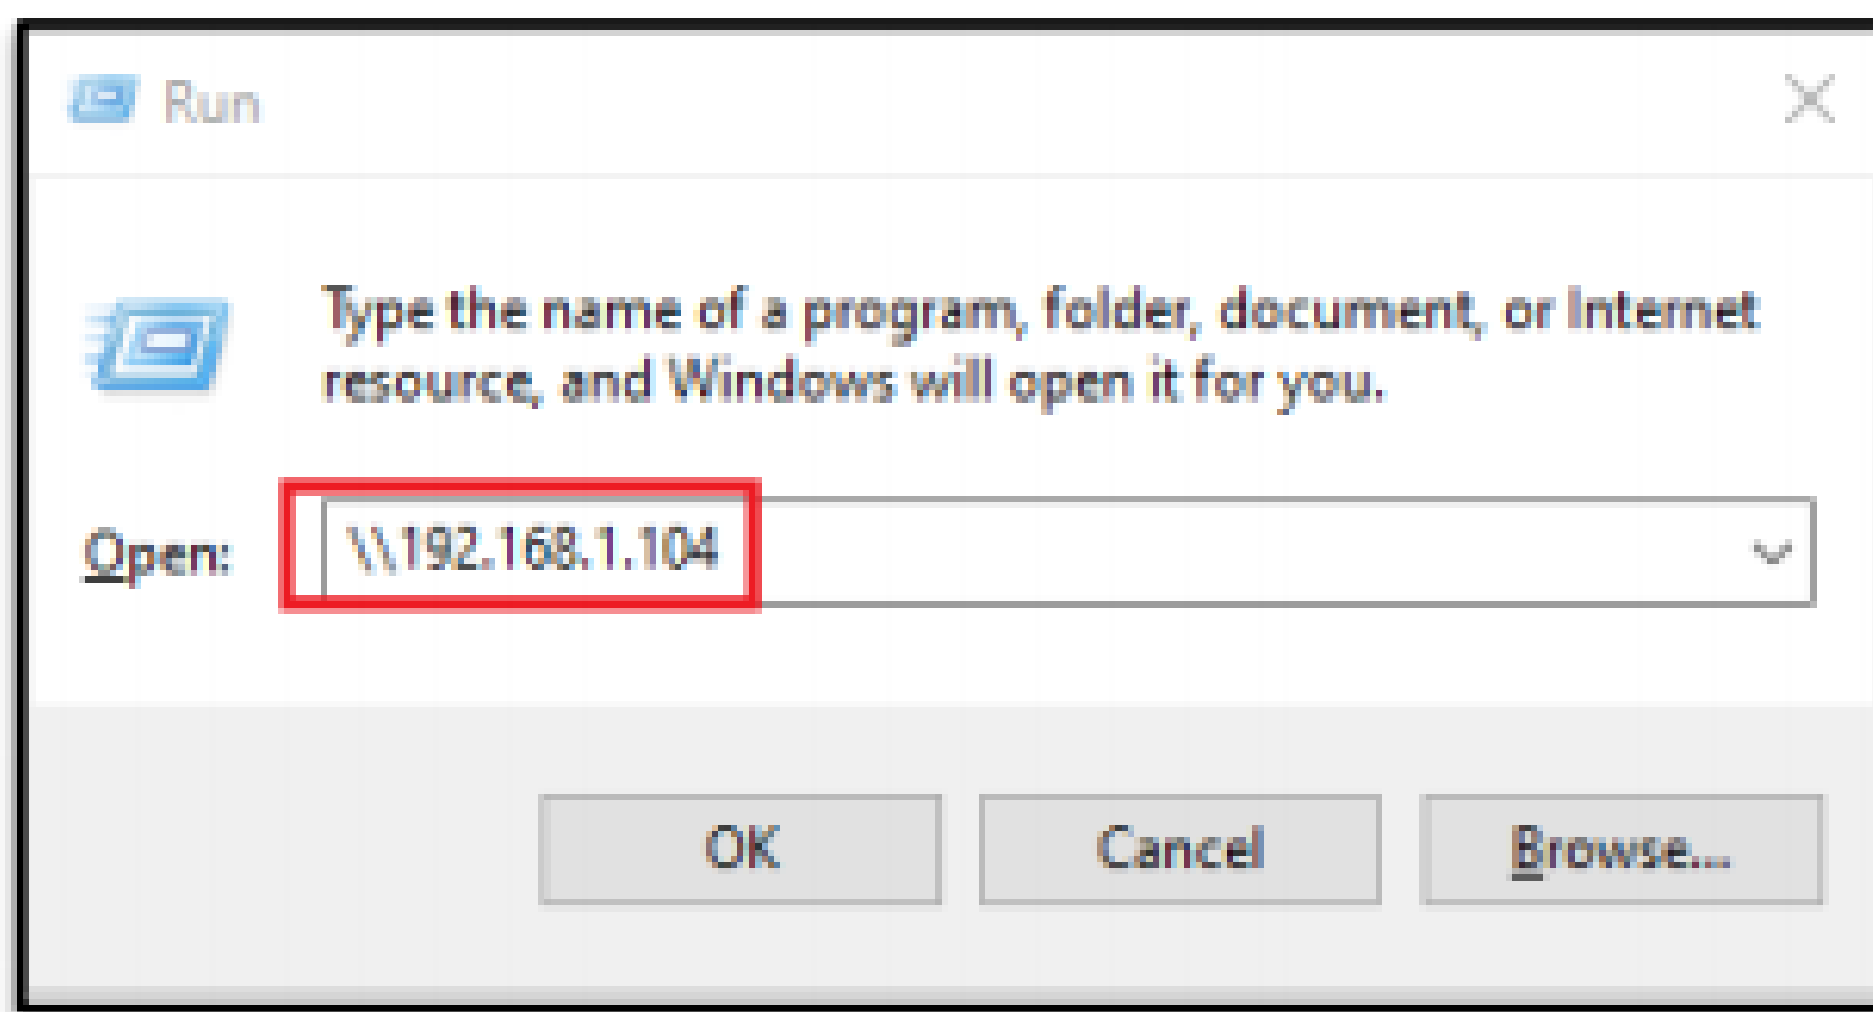 Run
Type the name of a program, folder, document, or Internet
resource, and Windows will open it for you.
Open: \\192.168.1.104
OK Cancel Browse...